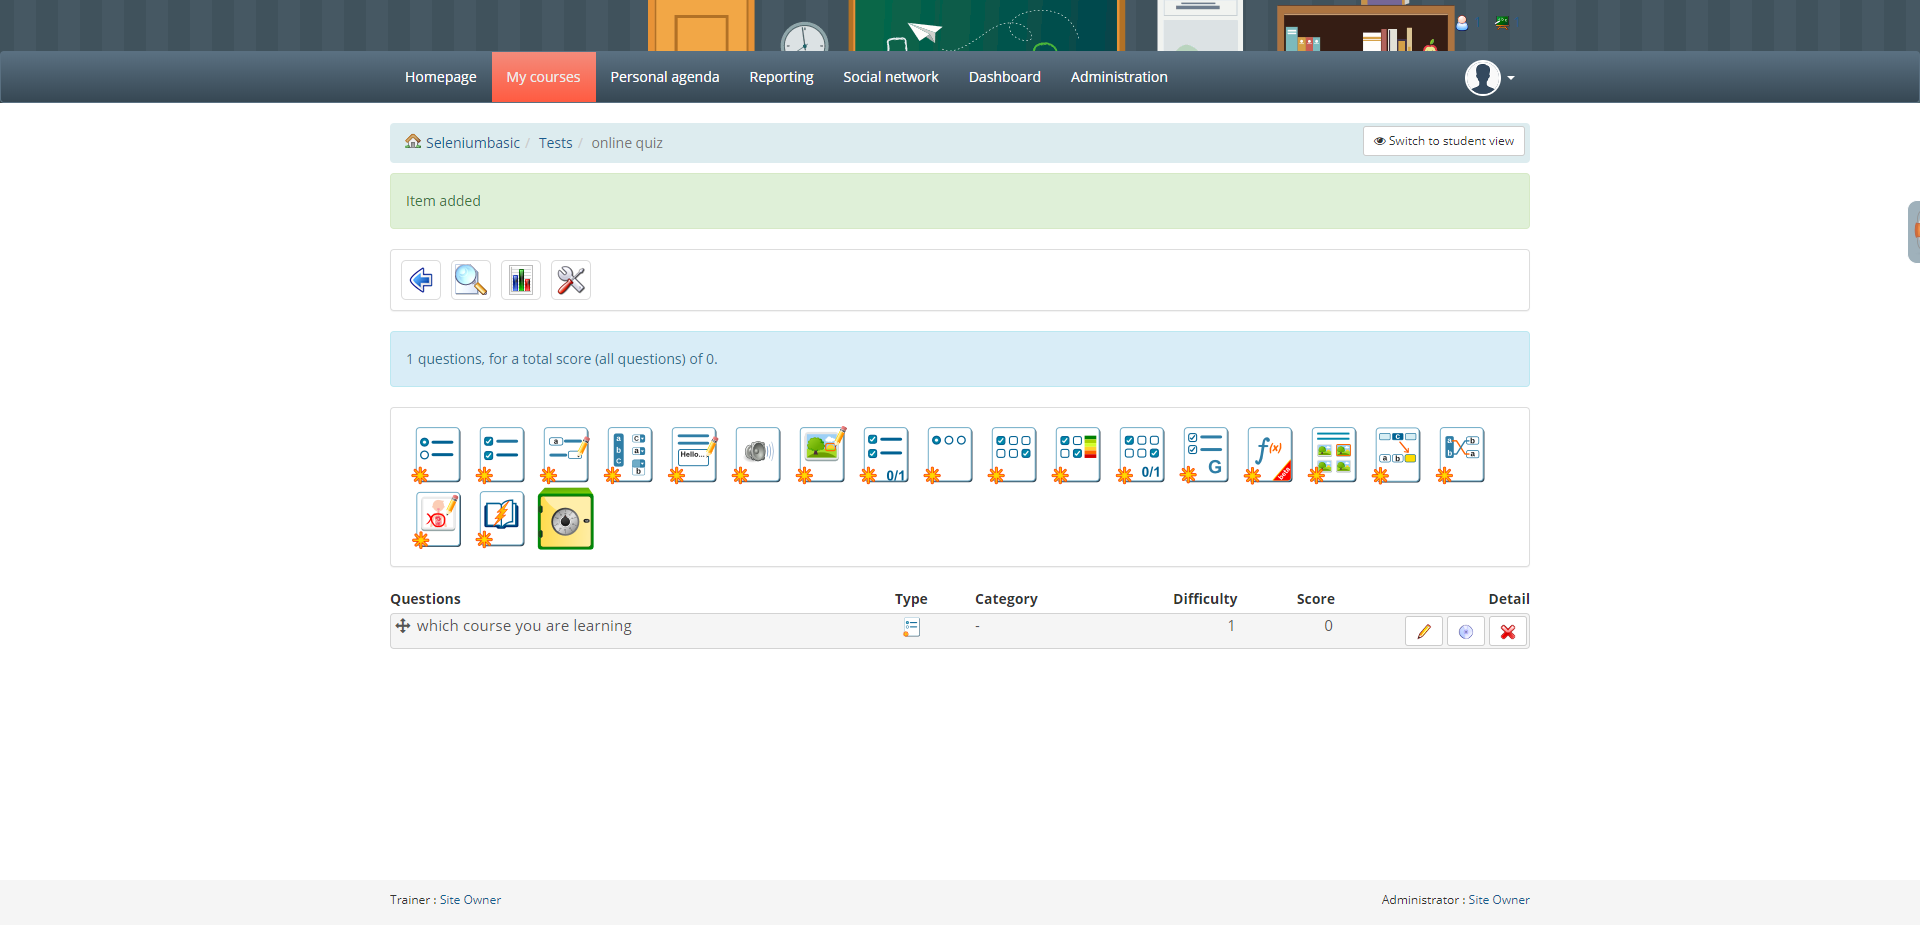 Homepage My courses Personal agenda Reporting Social network Dashboard Administration
Seleniumbasic / Tests / online quiz Switch to student view
Item added
1 questions, for a total score (all questions) of 0.
Questions Type Category Difficulty Score Detail
which course you are learning - 1 0
Trainer : Site Owner Administrator : Site Owner